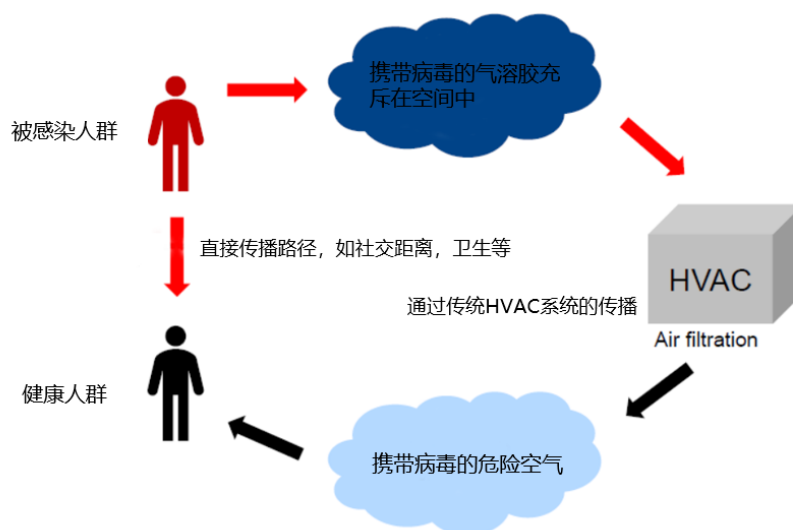 携带病毒的气溶胶充
斥在空间中
被感染人群
直接传播路径，如社交距离，卫生等
HVAC
通过传统HVAC系统的传播
Air filtration
健康人群
携带病毒的危险空气